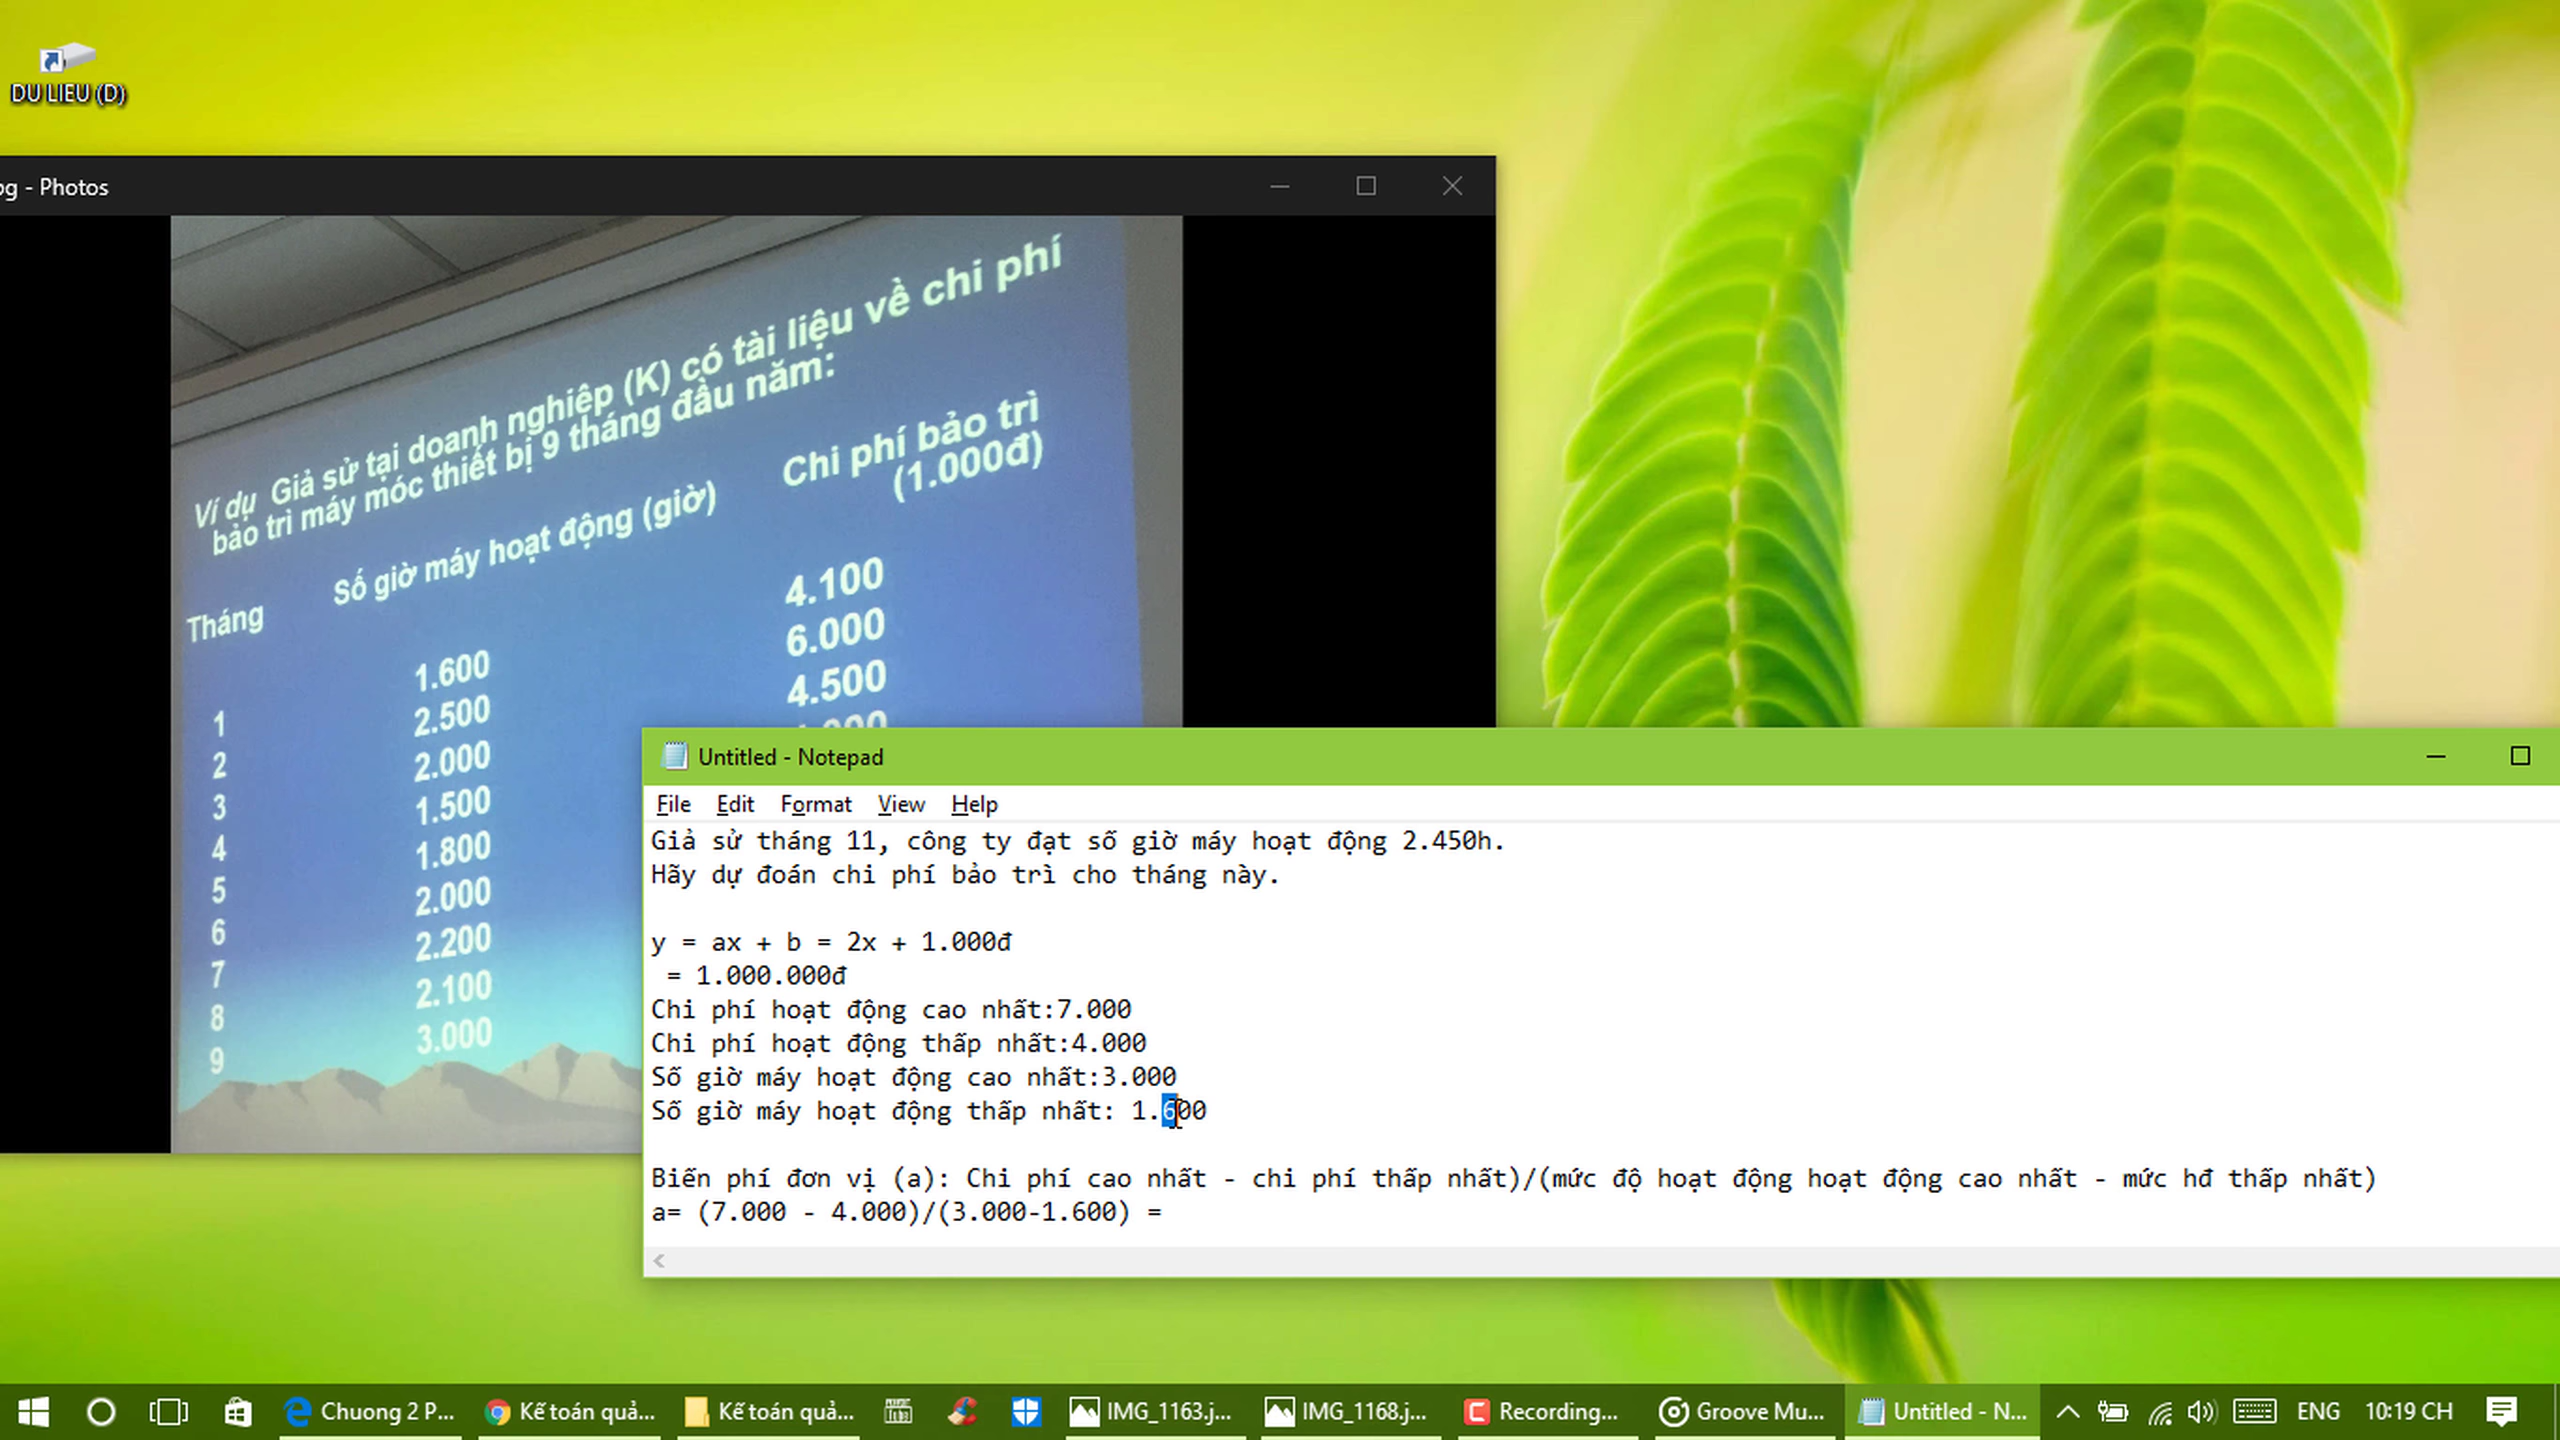 DU LIEU (D)
og - Photos
Ví dụ Giả sử tại doanh nghiệp (K) có tài liệu về chi phí
bảo trì máy móc thiết bị 9 tháng đầu năm:
Tháng
Số giờ máy hoạt động (giờ)
Chi phí bảo trì
(1.000đ)
4.100
6.000
4.500
1.600
2.500
2.000
1.500
1.800
2.000
2.200
2.100
3.000
1
2
3
4
5
6
7
8
9
Untitled - Notepad
File Edit Format View Help
Giả sử tháng 11, công ty đạt số giờ máy hoạt động 2.450h.
Hãy dự đoán chi phí bảo trì cho tháng này.
y = ax + b = 2x + 1.000đ
= 1.000.000đ
Chi phí hoạt động cao nhất:7.000
Chi phí hoạt động thấp nhất:4.000
Số giờ máy hoạt động cao nhất:3.000
Số giờ máy hoạt động thấp nhất: 1.600
Biến phí đơn vị (a): Chi phí cao nhất - chi phí thấp nhất)/(mức độ hoạt động hoạt động cao nhất - mức hđ thấp nhất)
a= (7.000 - 4.000)/(3.000-1.600) =
Chuong 2 P... Kế toán quả... Kế toán quả... IMG_1163.j... IMG_1168.j... Recording... Groove Mu... Untitled - N... ENG 10:19 CH